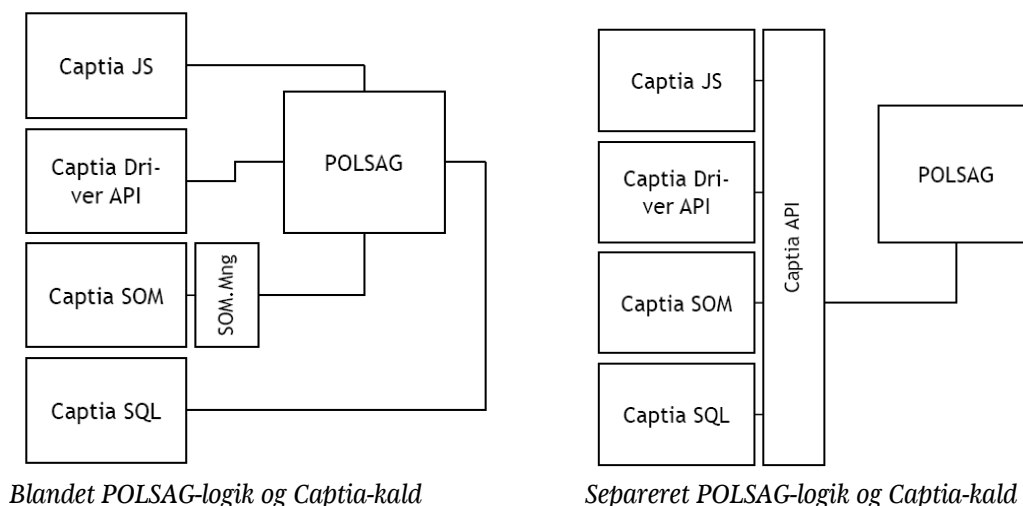 Captia JS
Captia Dri-
ver API
Captia SOM
SOM.Mng
Captia SQL
POLSAG
Blandet POLSAG-logik og Captia-kald
Captia JS
Captia Dri-
ver API
Captia SOM
Captia SQL
Captia API
POLSAG
Separeret POLSAG-logik og Captia-kald